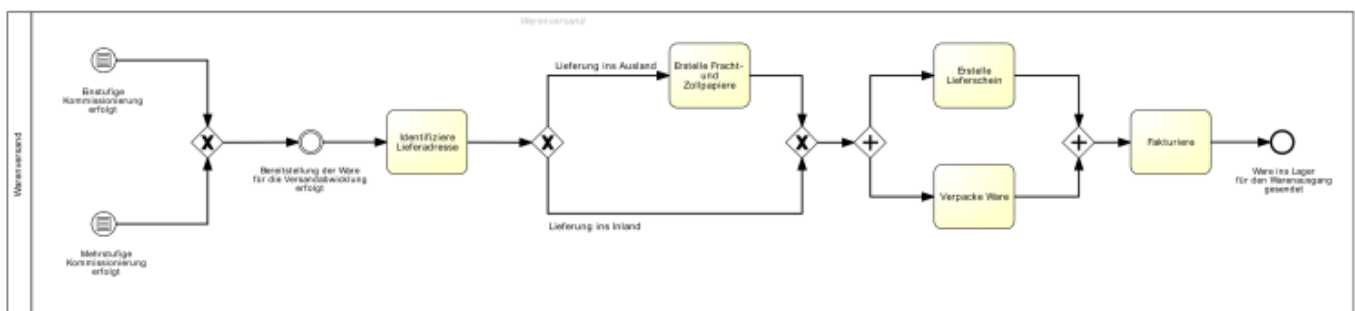 Warenversand
Warenversand
Einstufige
Kommissionierung
erfolgt
Mehrstufige
Kommissionierung
erfolgt
Bereitstellung der Ware
für die Versandabwicklung
erfolgt
Identifiziere
Lieferadresse
Lieferung ins Ausland
Lieferung ins Inland
Erstelle Fracht-
und
Zollpapiere
Erstelle
Lieferschein
Verpacke Ware
Fakturiere
Ware ins Lager
für den Warenausgang
gesendet